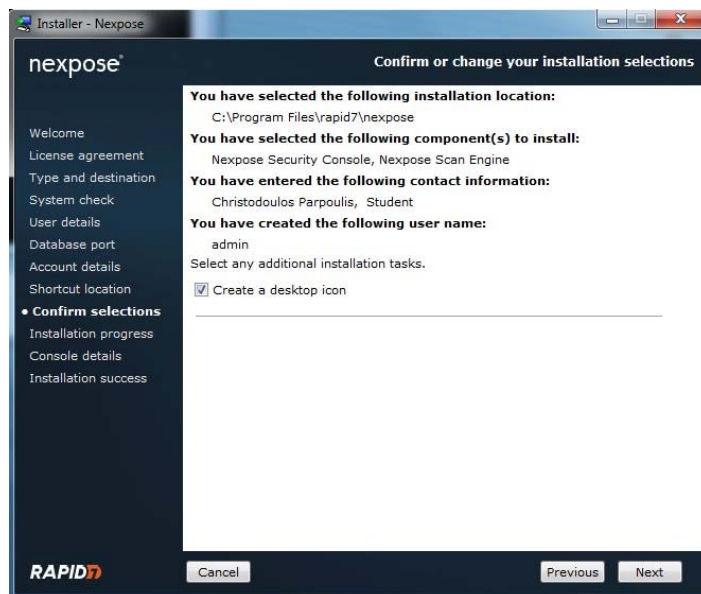 Installer - Nexpose
nexpose®
Confirm or change your installation selections
Welcome
License agreement
Type and destination
System check
User details
Database port
Account details
Shortcut location
• Confirm selections
Installation progress
Console details
Installation success
You have selected the following installation location:
C:\Program Files\rapid7\nexpose
You have selected the following component(s) to install:
Nexpose Security Console, Nexpose Scan Engine
You have entered the following contact information:
Christodoulos Parpoulis, Student
You have created the following user name:
admin
Select any additional installation tasks.
Create a desktop icon
RAPID7
Cancel
Previous
Next